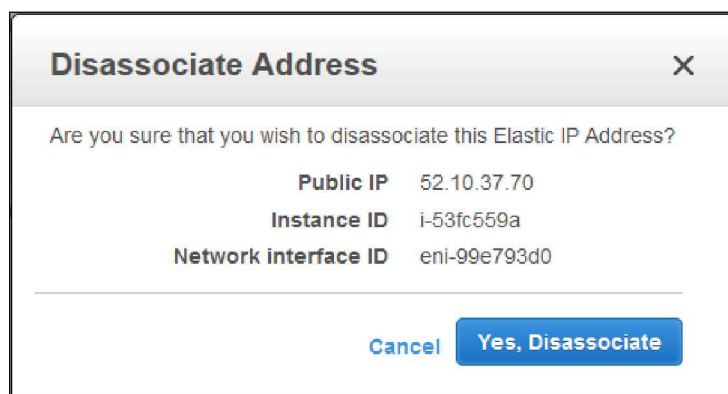 Disassociate Address
Are you sure that you wish to disassociate this Elastic IP Address?
Public IP 52.10.37.70
Instance ID i-53fc559a
Network interface ID eni-99e793d0
Cancel Yes, Disassociate